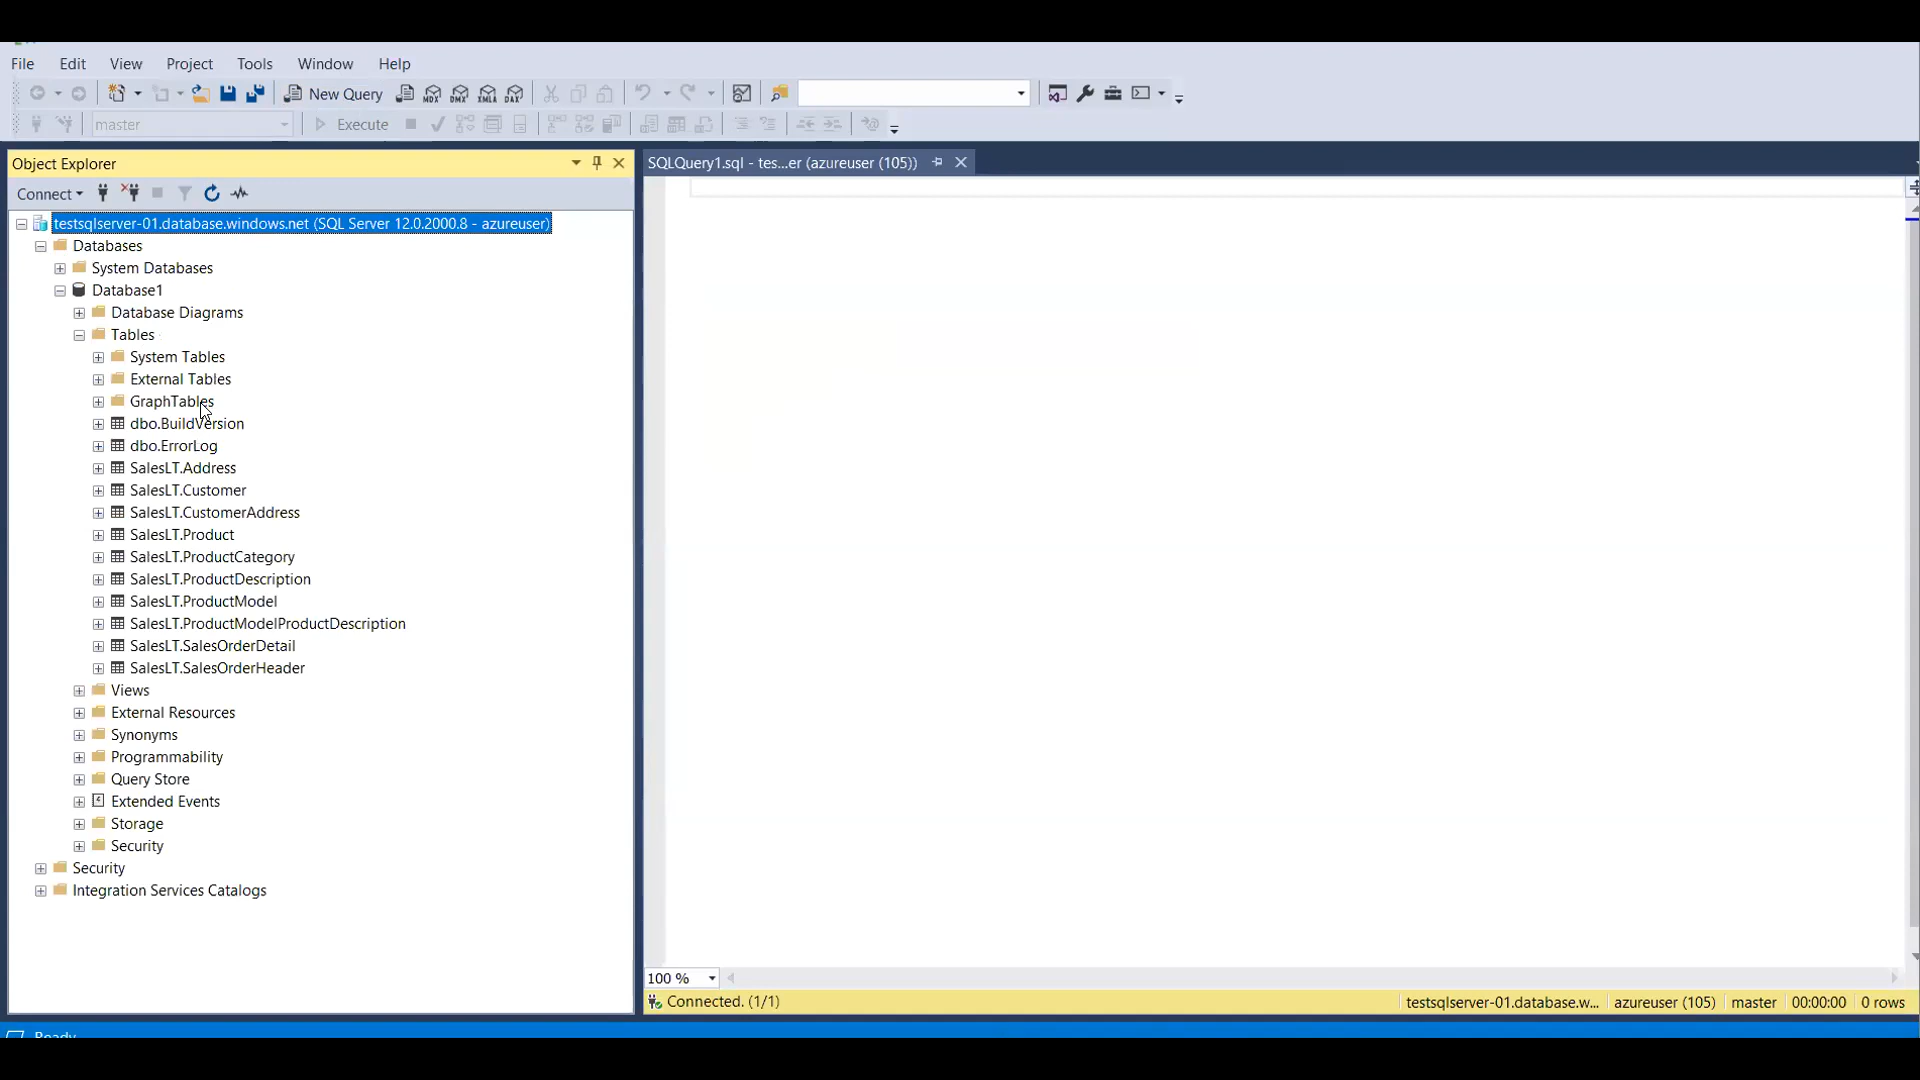 File Edit View Project Tools Window Help
New Query MDX DMX XMLA DAX
master Execute
Object Explorer
Connect
testsqlserver-01.database.windows.net (SQL Server 12.0.2000.8 - azureuser)
Databases
System Databases
Database1
Database Diagrams
Tables
System Tables
External Tables
GraphTables
dbo.BuildVersion
dbo.ErrorLog
SalesLT.Address
SalesLT.Customer
SalesLT.CustomerAddress
SalesLT.Product
SalesLT.ProductCategory
SalesLT.ProductDescription
SalesLT.ProductModel
SalesLT.ProductModelProductDescription
SalesLT.SalesOrderDetail
SalesLT.SalesOrderHeader
Views
External Resources
Synonyms
Programmability
Query Store
Extended Events
Storage
Security
Security
Integration Services Catalogs
SQLQuery1.sql - tes...er (azureuser (105))
100 %
Connected. (1/1) testsqlserver-01.database.w... azureuser (105) master 00:00:00 0 rows
Ready